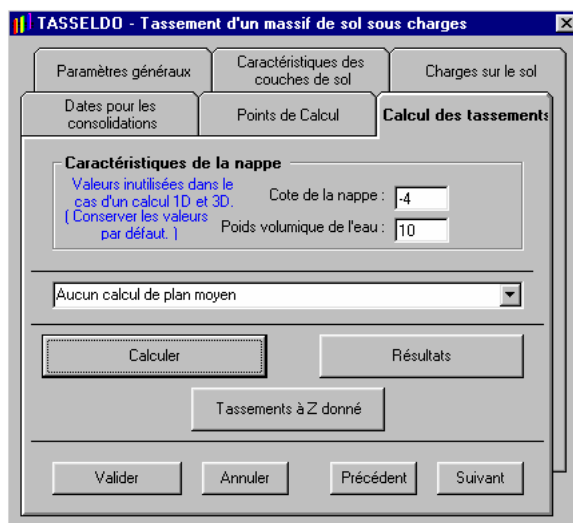 TASSELDO - Tassement d'un massif de sol sous charges
Paramètres généraux
Caractéristiques des
couches de sol
Charges sur le sol
Dates pour les
consolidations
Points de Calcul
Calcul des tassements
Caractéristiques de la nappe
Valeurs inutilisées dans le
cas d'un calcul 1D et 3D.
( Conserver les valeurs
par défaut. )
Cote de la nappe :
-4
Poids volumique de l'eau :
10
Aucun calcul de plan moyen
Calculer
Résultats
Tassements à Z donné
Valider
Annuler
Précédent
Suivant